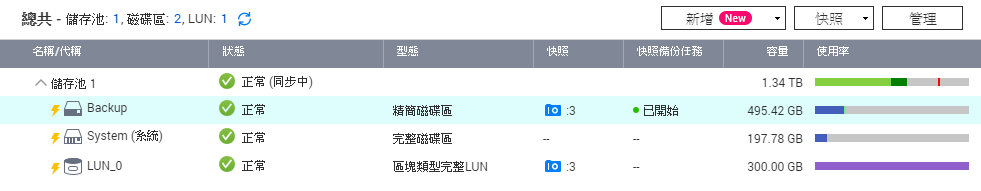 總共 - 儲存池: 1, 磁碟區: 2, LUN: 1 新增 New 快照 管理
名稱/代稱 狀態 型態 快照 快照備份任務 容量 使用率
儲存池 1 正常 (同步中) 1.34 TB
Backup 正常 精簡磁碟區 :3 已開始 495.42 GB
System (系統) 正常 完整磁碟區 -- -- 197.78 GB
LUN_0 正常 區塊類型完整LUN :3 -- 300.00 GB